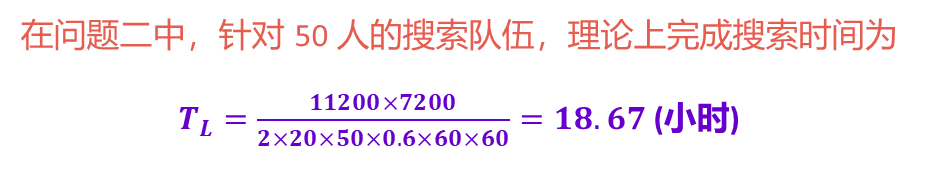 在问题二中，针对 50 人的搜索队伍，理论上完成搜索时间为
T_L = \frac{11200×7200}{2×20×50×0.6×60×60} = 18.67 (小时)